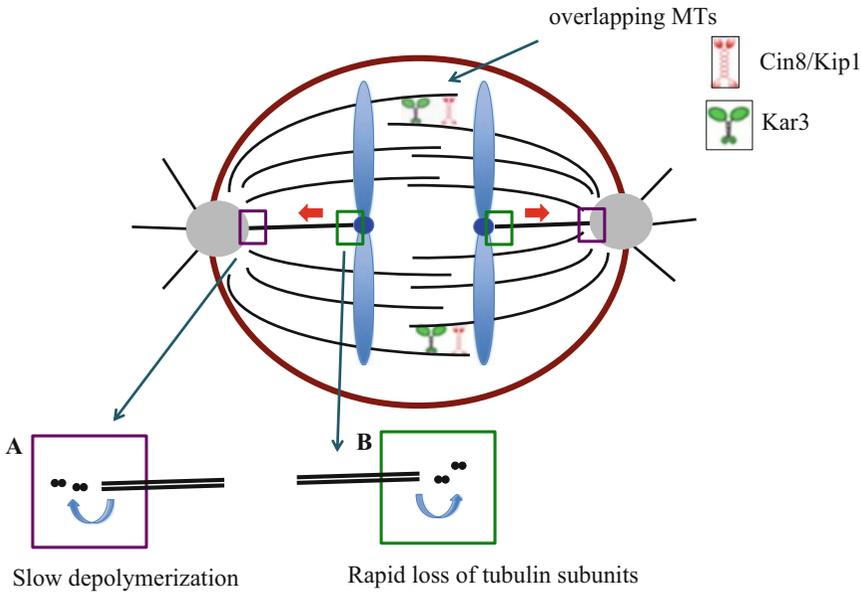 overlapping MTs
Cin8/Kip1
Kar3
A
B
Slow depolymerization
Rapid loss of tubulin subunits